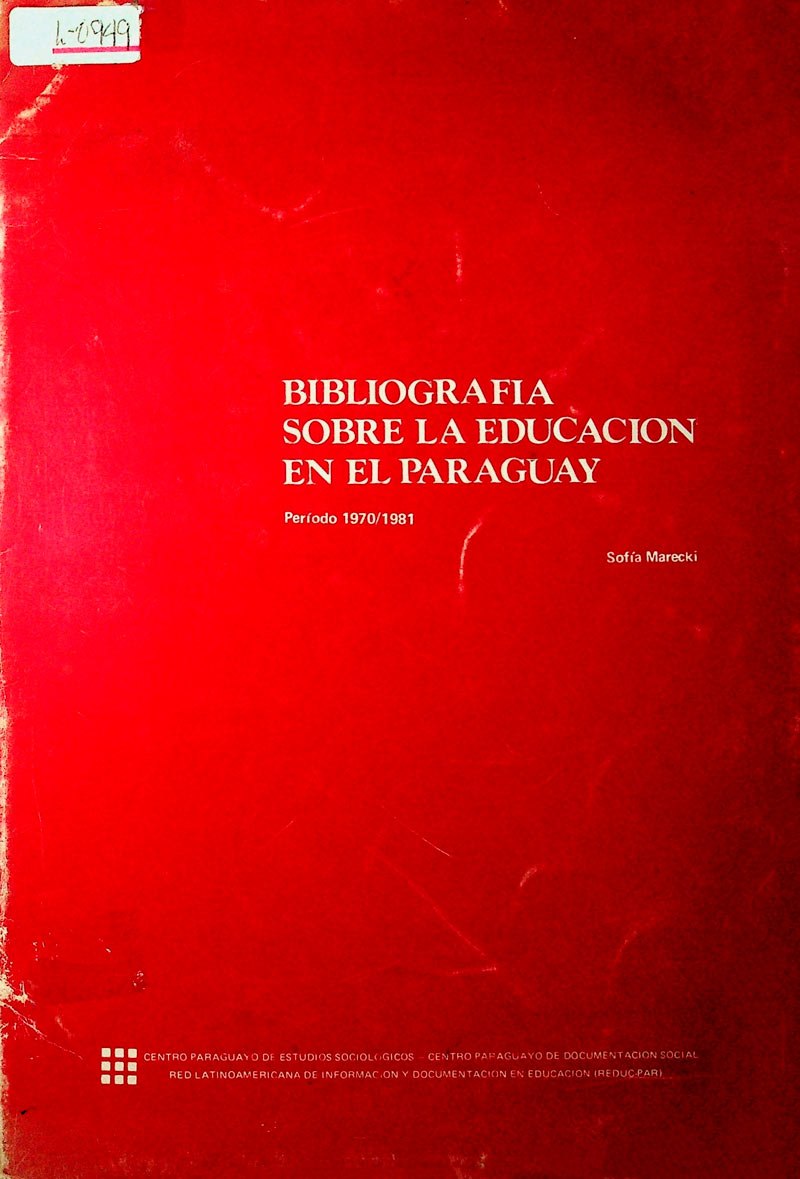 L-0949
BIBLIOGRAFIA
SOBRE LA EDUCACION
EN EL PARAGUAY
Período 1970/1981
Sofía Marecki
CENTRO PARAGUAYO DE ESTUDIOS SOCIOLOGICOS – CENTRO PARAGUAYO DE DOCUMENTACION SOCIAL
RED LATINOAMERICANA DE INFORMACION Y DOCUMENTACION EN EDUCACION (REDUC-PAR)